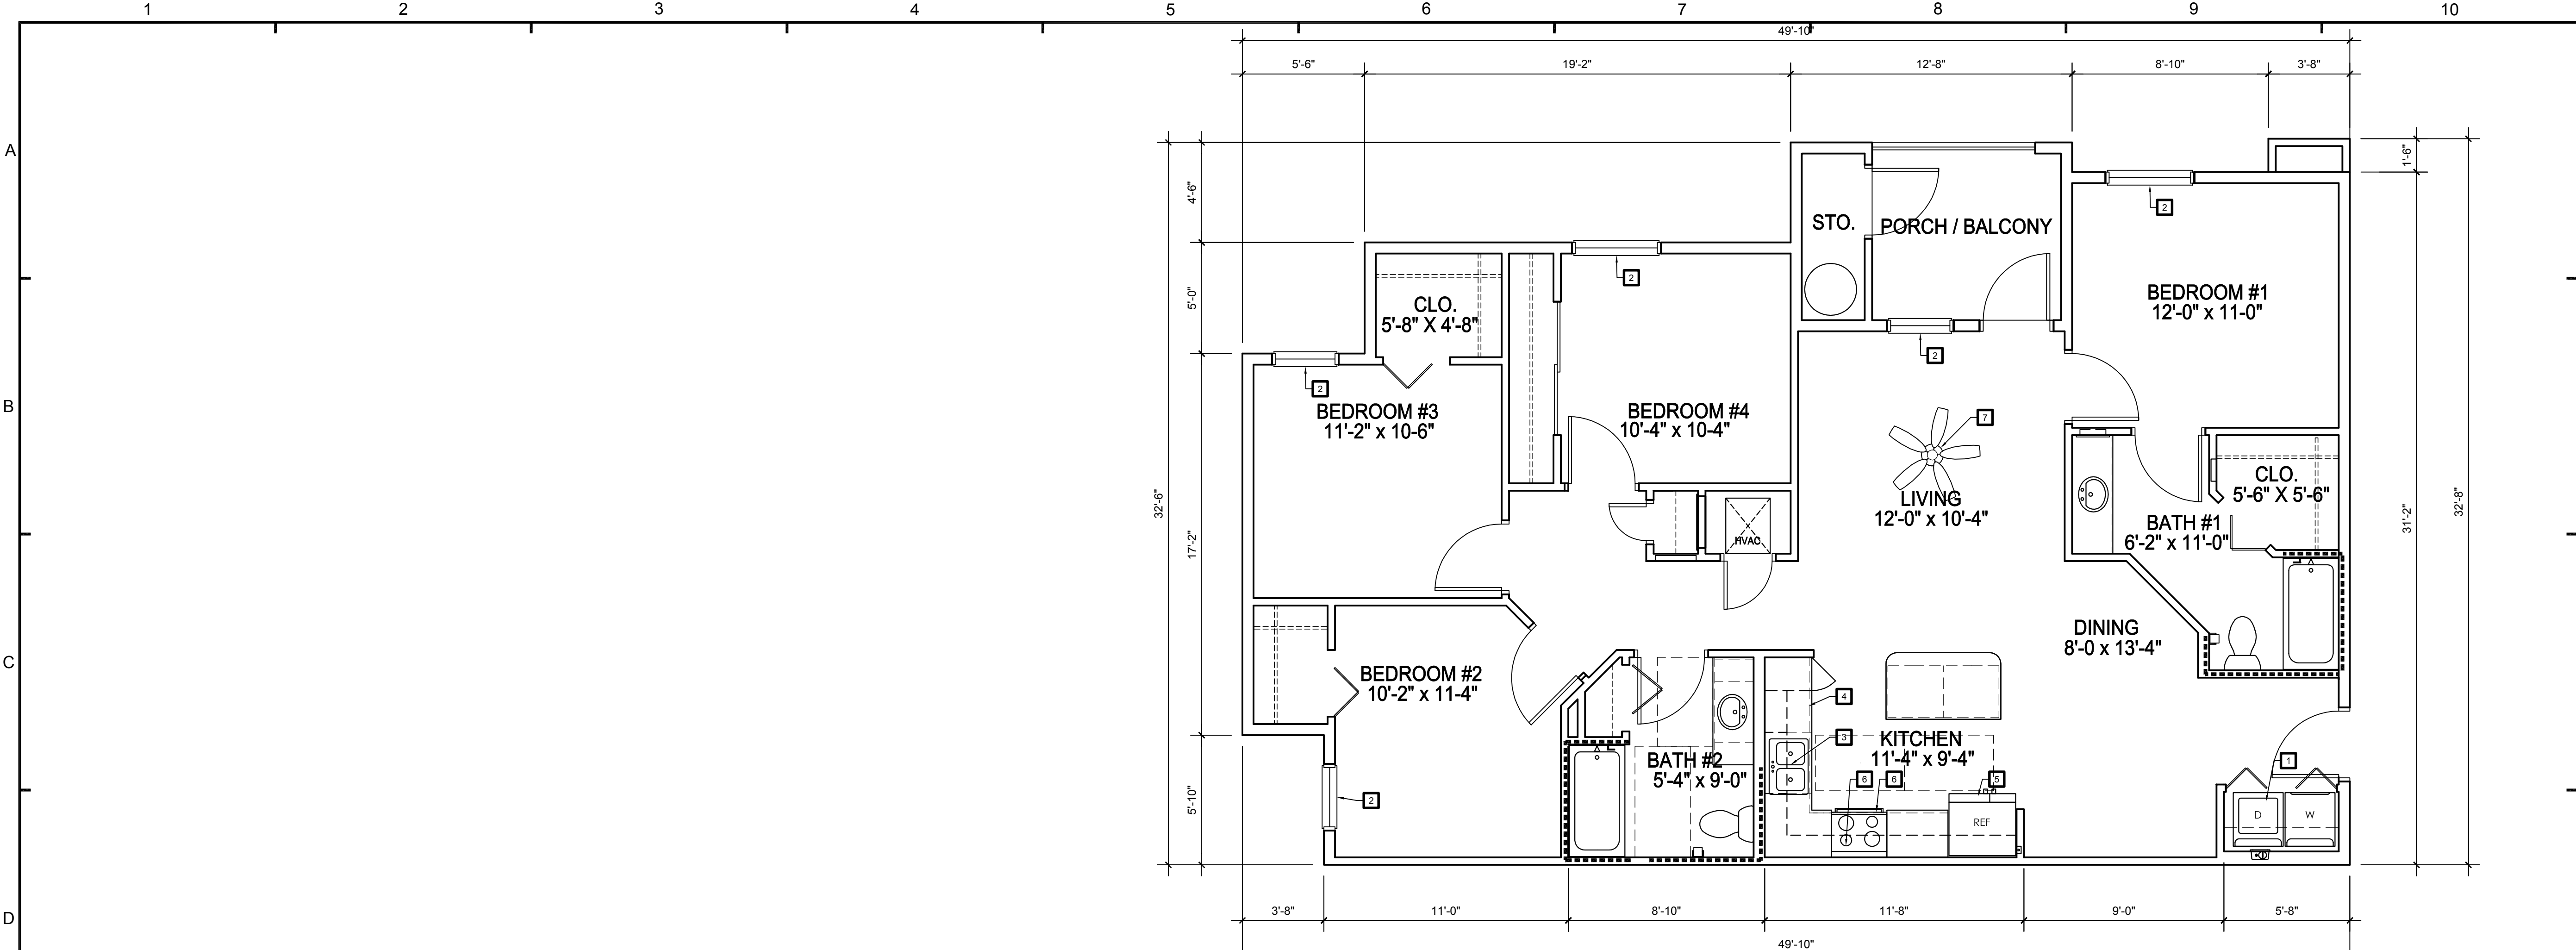 1 2 3 4 5 6 7 8 9 10
49'-10"
5'-6" 19'-2" 12'-8" 8'-10" 3'-8"
A
1'-6"
4'-6"
2
STO. PORCH / BALCONY
2
5'-0"
CLO.
5'-8" X 4'-8"
BEDROOM #1
12'-0" x 11-0"
2
2
B
BEDROOM #3
11'-2" x 10-6"
BEDROOM #4
10'-4" x 10-4"
7
CLO.
5'-6" X 5'-6"
32'-6"
LIVING
12'-0" x 10'-4"
32'-8"
31'-2"
BATH #1
6'-2" x 11'-0"
17'-2"
HVAC
DINING
8'-0 x 13'-4"
C
BEDROOM #2
10'-2" x 11-4"
4
3
KITCHEN
11'-4" x 9'-4"
BATH #2
5'-4" x 9'-0"
1
6 6 5
5'-10"
2
REF
D W
3'-8" 11'-0" 8'-10" 11'-8" 9'-0" 5'-8"
D
49'-10"